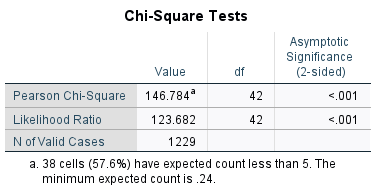 Chi-Square Tests
Asymptotic
Significance
Value df (2-sided)
Pearson Chi-Square 146.784a 42 <.001
Likelihood Ratio 123.682 42 <.001
N of Valid Cases 1229
a. 38 cells (57.6%) have expected count less than 5. The
minimum expected count is .24.